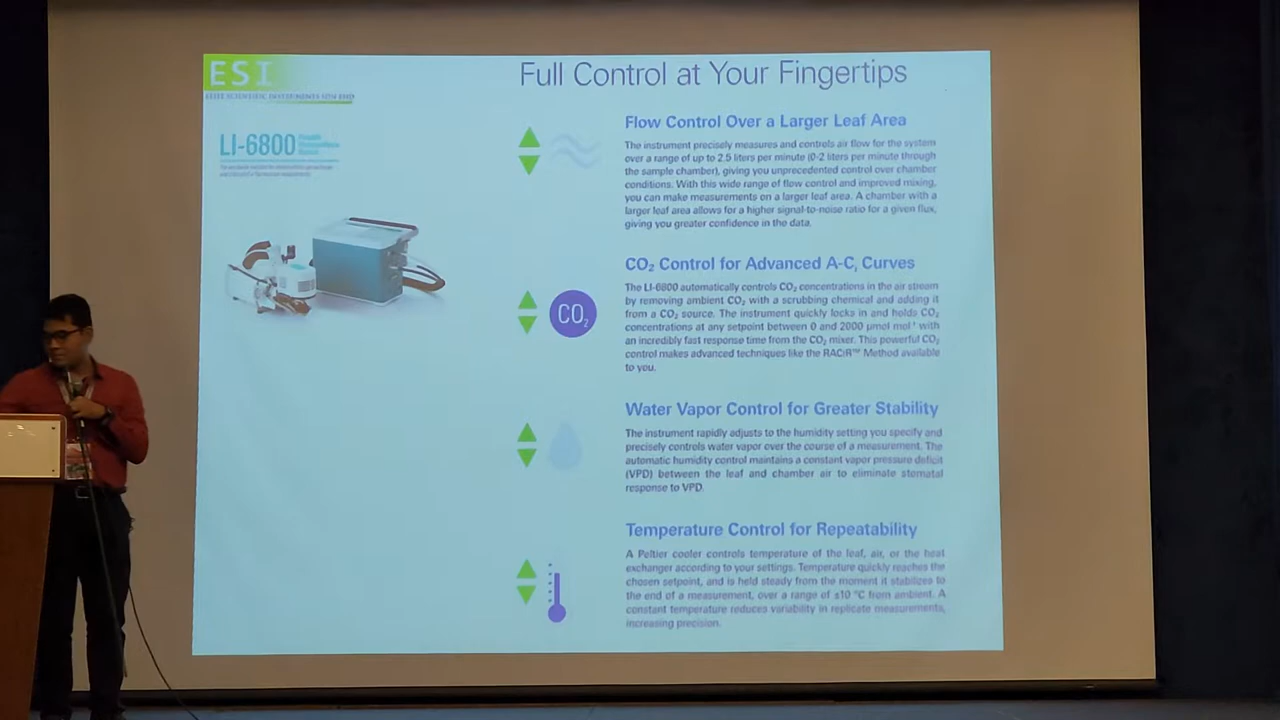 ESI
ELITE SCIENTIFIC INSTRUMENTS SDN BHD
Full Control at Your Fingertips
LI-6800
Portable
Photosynthesis
System
Flow Control Over a Larger Leaf Area
The instrument precisely measures and controls air flow for the system
over a range of up to 2.5 liters per minute (0-2 liters per minute through
the sample chamber), giving you unprecedented control over chamber
conditions. With this wide range of flow control and improved mixing,
you can make measurements on a larger leaf area. A chamber with a
larger leaf area allows for a higher signal-to-noise ratio for a given flux,
giving you greater confidence in the data.
CO₂ Control for Advanced A-Cᵢ Curves
The LI-6800 automatically controls CO₂ concentrations in the air stream
by removing ambient CO₂ with a scrubbing chemical and adding it
from a CO₂ source. The instrument quickly locks in and holds CO₂
concentrations at any setpoint between 0 and 2000 µmol mol⁻¹ with
an incredibly fast response time from the CO₂ mixer. This powerful CO₂
control makes advanced techniques like the RACiR™ Method available
to you.
CO₂
Water Vapor Control for Greater Stability
The instrument rapidly adjusts to the humidity setting you specify and
precisely controls water vapor over the course of a measurement. The
automatic humidity control maintains a constant vapor pressure deficit
(VPD) between the leaf and chamber air to eliminate stomatal
response to VPD.
Temperature Control for Repeatability
A Peltier cooler controls temperature of the leaf, air, or the heat
exchanger according to your settings. Temperature quickly reaches the
chosen setpoint, and is held steady from the moment it stabilizes to
the end of a measurement, over a range of ±10 °C from ambient. A
constant temperature reduces variability in replicate measurements,
increasing precision.